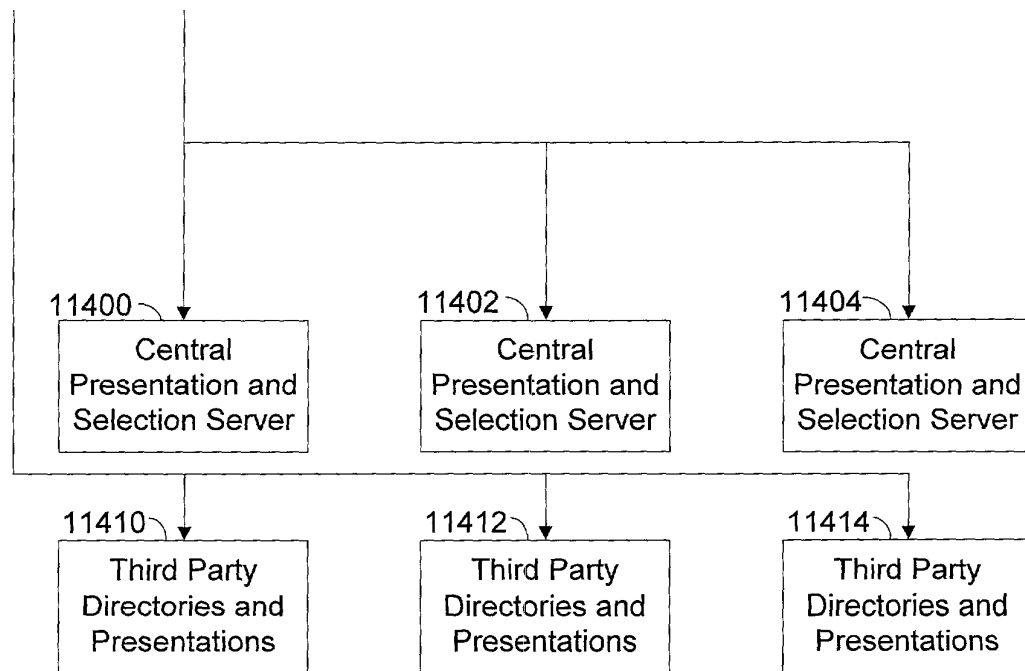 11400
11402
11404
Central
Presentation and
Selection Server
Central
Presentation and
Selection Server
Central
Presentation and
Selection Server
11410
11412
11414
Third Party
Directories and
Presentations
Third Party
Directories and
Presentations
Third Party
Directories and
Presentations